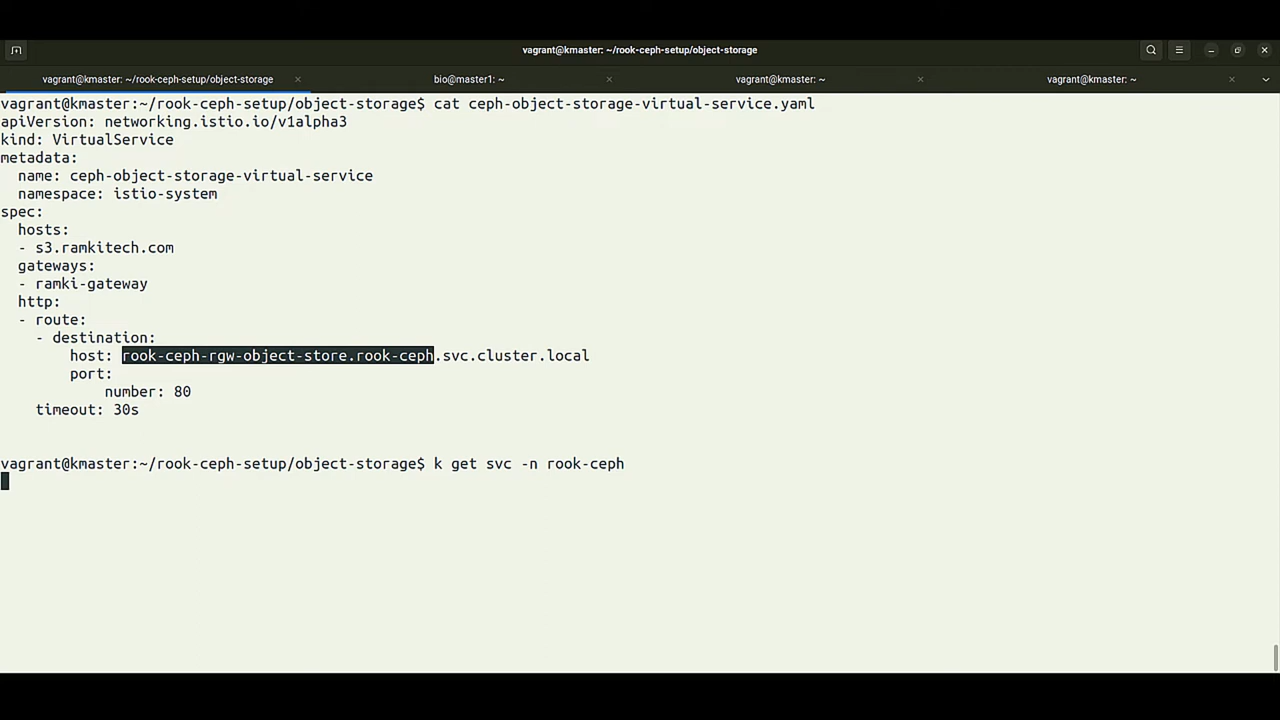 vagrant@kmaster: ~/rook-ceph-setup/object-storage
vagrant@kmaster: ~/rook-ceph-setup/object-storage
bio@master1: ~
vagrant@kmaster: ~
vagrant@kmaster: ~
vagrant@kmaster:~/rook-ceph-setup/object-storage$ cat ceph-object-storage-virtual-service.yaml
apiVersion: networking.istio.io/v1alpha3
kind: VirtualService
metadata:
  name: ceph-object-storage-virtual-service
  namespace: istio-system
spec:
  hosts:
  - s3.ramkitech.com
  gateways:
  - ramki-gateway
  http:
  - route:
    - destination:
        host: rook-ceph-rgw-object-store.rook-ceph.svc.cluster.local
        port:
            number: 80
    timeout: 30s
vagrant@kmaster:~/rook-ceph-setup/object-storage$ k get svc -n rook-ceph